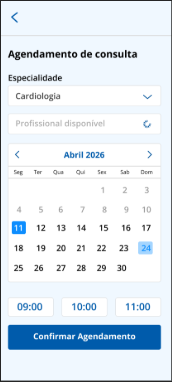 Agendamento de consulta
Especialidade
Cardiologia
Profissional disponível
Abril 2026
Seg Ter Qua Qui Sex Sab Dom
1 2 3
4 5 6 7 8 9 10
11 12 13 14 15 16 17
18 19 20 21 22 23 24
25 26 27 28 29 30
09:00 10:00 11:00
Confirmar Agendamento